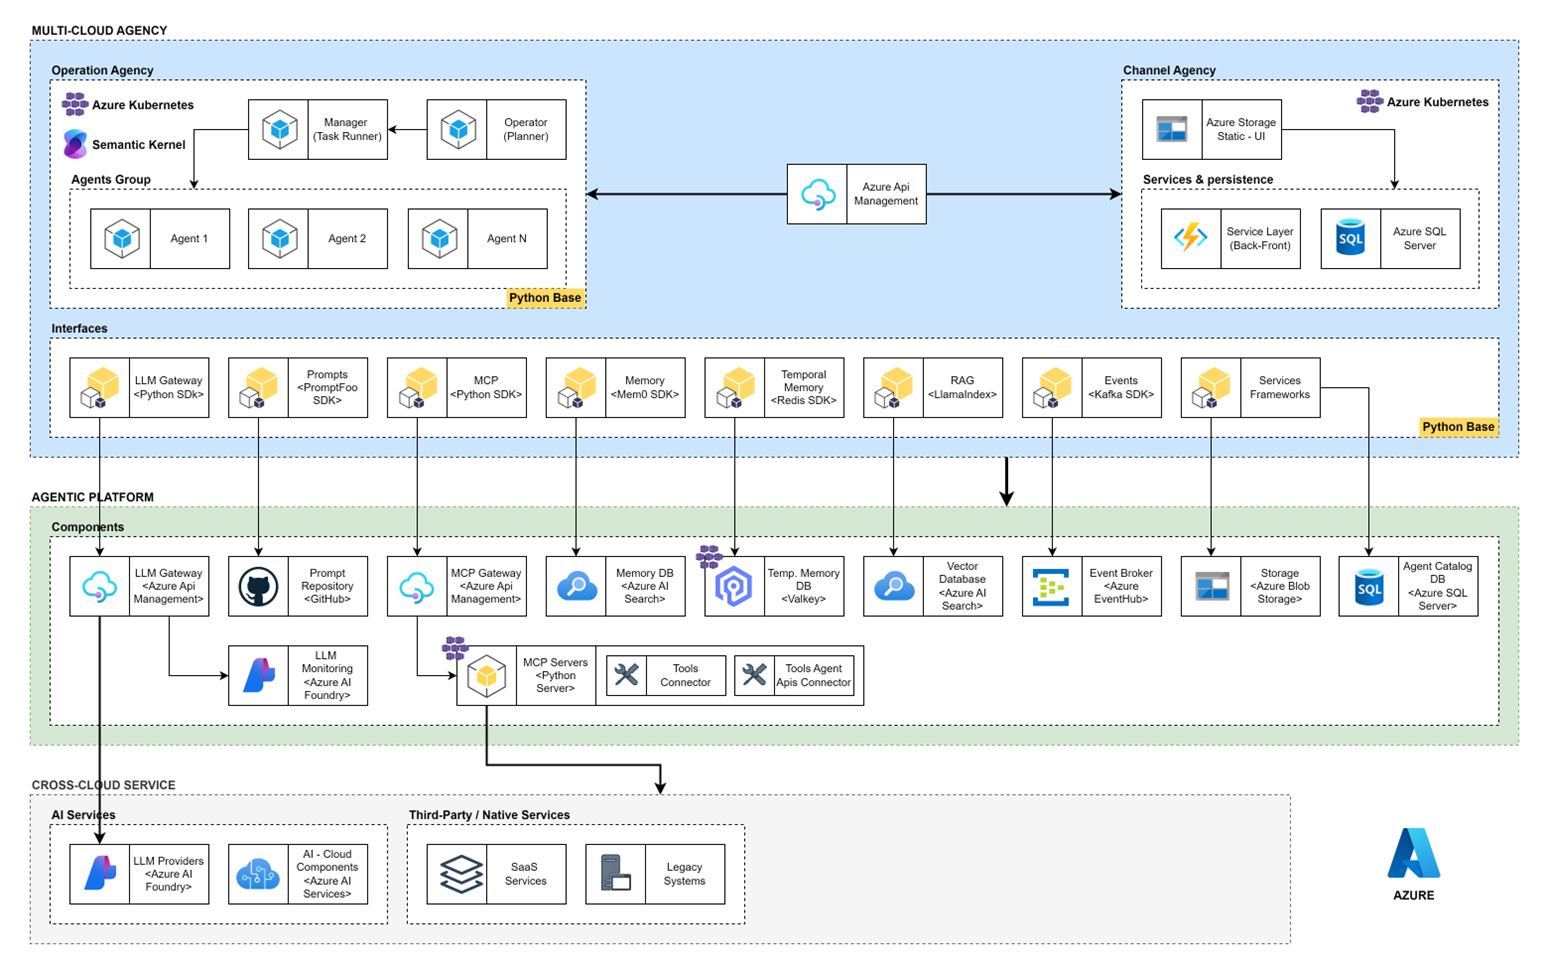 MULTI-CLOUD AGENCY
Operation Agency
Azure Kubernetes
Semantic Kernel
Manager
(Task Runner)
Operator
(Planner)
Agents Group
Agent 1
Agent 2
Agent N
Python Base
Azure Api
Management
Channel Agency
Azure Kubernetes
Azure Storage
Static - UI
Services & persistence
Service Layer
(Back-Front)
SQL
Azure SQL
Server
Interfaces
LLM Gateway
<Python SDk>
Prompts
<PromptFoo
SDK>
MCP
<Python SDK>
Memory
<Mem0 SDK>
Temporal
Memory
<Redis SDK>
RAG
<LlamaIndex>
Events
<Kafka SDK>
Services
Frameworks
Python Base
AGENTIC PLATFORM
Components
LLM Gateway
<Azure Api
Management>
Prompt
Repository
<GitHub>
MCP Gateway
<Azure Api
Management>
Memory DB
<Azure AI
Search>
Temp. Memory
DB
<Valkey>
Vector
Database
<Azure AI
Search>
Event Broker
<Azure
EventHub>
Storage
<Azure Blob
Storage>
SQL
Agent Catalog
DB
<Azure SQL
Server>
LLM
Monitoring
<Azure AI
Foundry>
MCP Servers
<Python
Server>
Tools
Connector
Tools Agent
Apis Connector
CROSS-CLOUD SERVICE
AI Services
LLM Providers
<Azure AI
Foundry>
AI - Cloud
Components
<Azure AI
Services>
Third-Party / Native Services
SaaS
Services
Legacy
Systems
AZURE